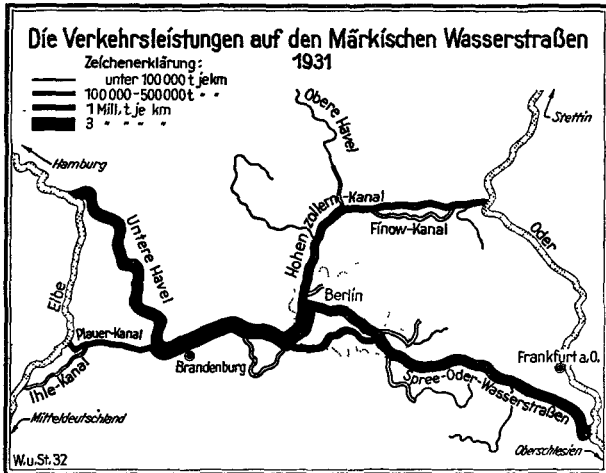 Die Verkehrsleistungen auf den Märkischen Wasserstraßen
1931
Zeichenerklärung:
unter 100 000 t je km
100 000-500 000 t " "
1 Mill. t je km
3 " " " "
Obere Havel
Stettin
Hamburg
Hohenzollern-Kanal
Finow-Kanal
Untere Havel
Oder
Elbe
Berlin
Plauer-Kanal
Brandenburg
Frankfurt a.O.
Ihle-Kanal
Spree-Oder-Wasserstraßen
Mitteldeutschland
Oberschlesien
W.u.St. 32